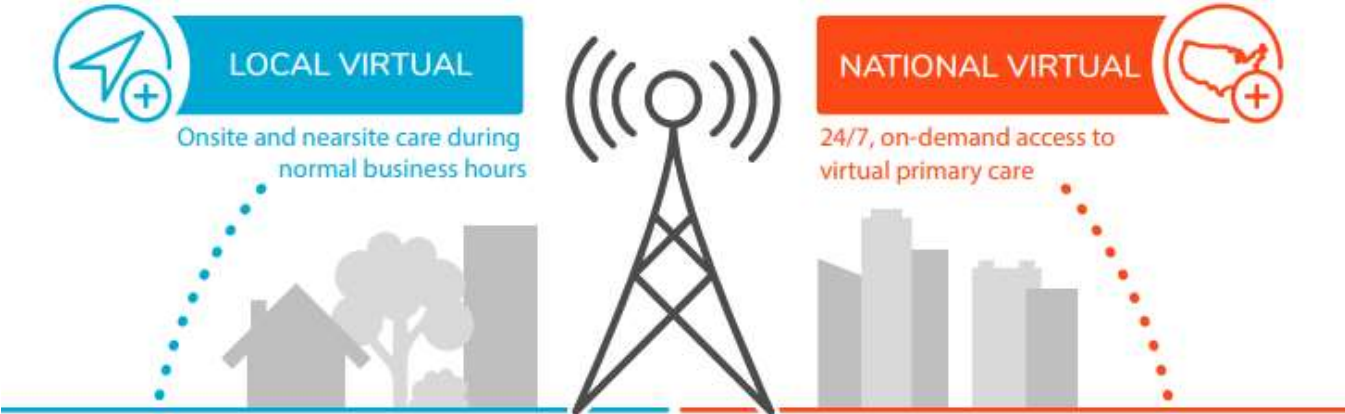 LOCAL VIRTUAL
Onsite and nearsite care during
normal business hours
NATIONAL VIRTUAL
24/7, on-demand access to
virtual primary care